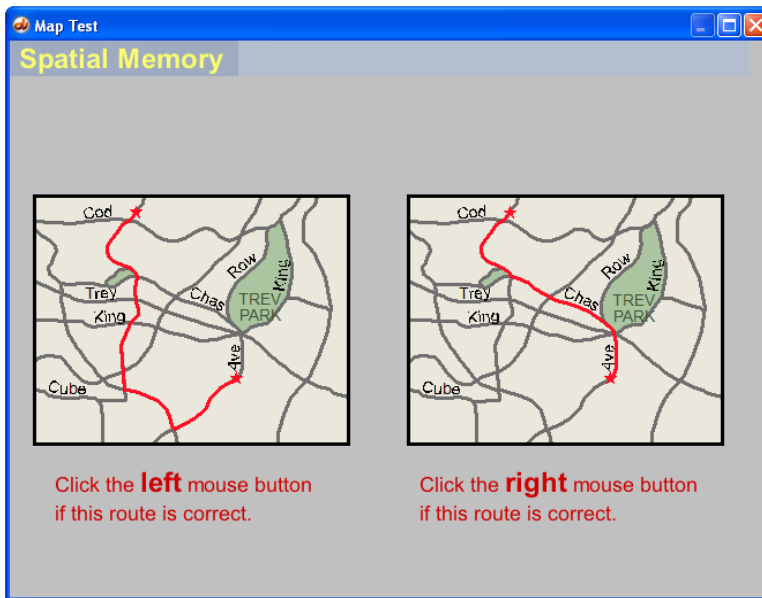 Map Test
Spatial Memory
Cod
Row
King
Trey
Chas
TREV
PARK
King
Ave
Cube
Cod
Row
King
Trey
Chas
TREV
PARK
King
Ave
Cube
Click the left mouse button
if this route is correct.
Click the right mouse button
if this route is correct.